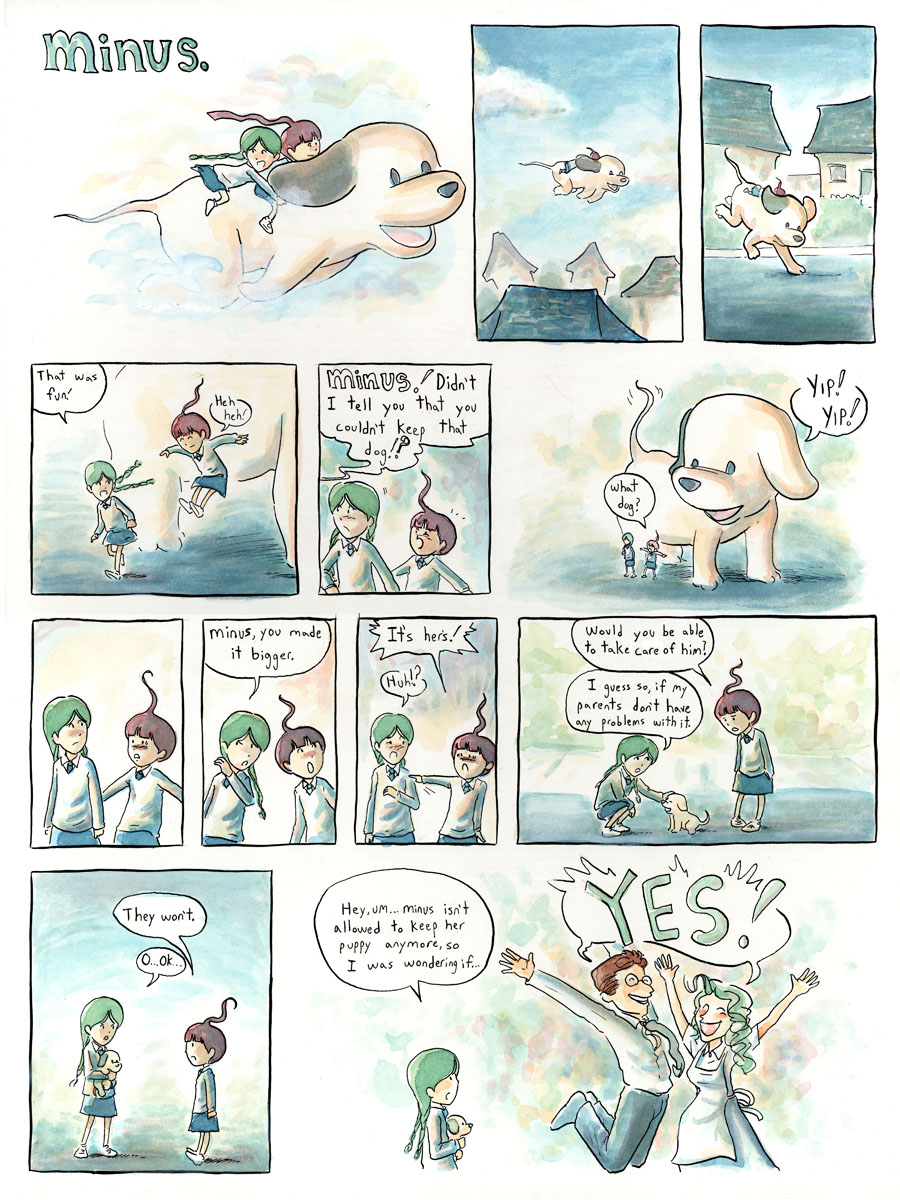 minus.
That was
fun!
Heh
heh!
minus! Didn't
I tell you that you
couldn't keep that
dog!?
what
dog?
Yip!
Yip!
minus, you made
it bigger.
It's her's!
Huh!?
Would you be able
to take care of him?
I guess so, if my
parents don't have
any problems with it.
They won't.
O...ok...
Hey, um... minus isn't
allowed to keep her
puppy anymore, so
I was wondering if...
YES!